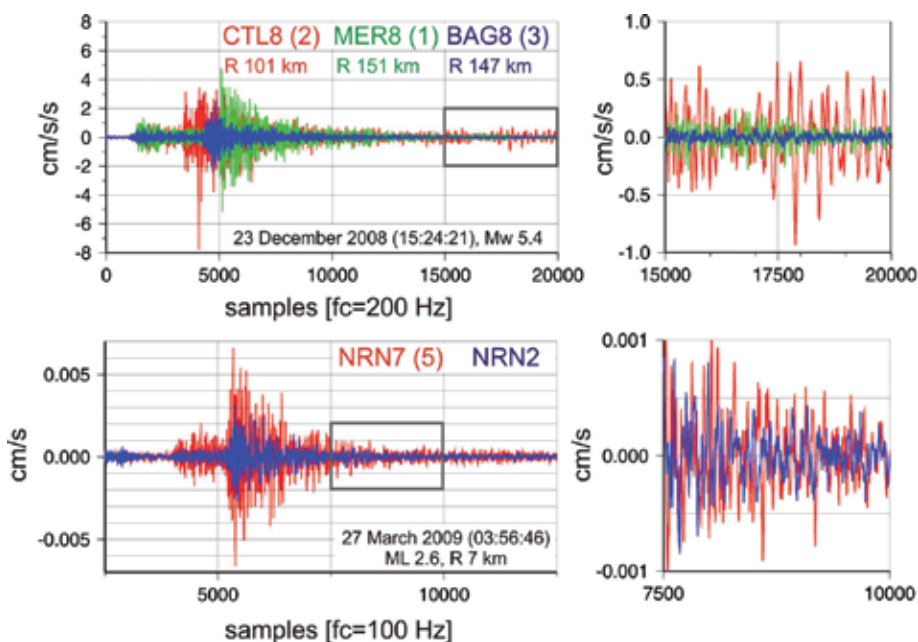 8
6
4
2
0
-2
-4
-6
-8
cm/s/s
CTL8 (2) MER8 (1) BAG8 (3)
R 101 km R 151 km R 147 km
23 December 2008 (15:24:21), Mw 5.4
0 5000 10000 15000 20000
samples [fc=200 Hz]
1.0
0.5
0.0
-0.5
-1.0
cm/s/s
15000 17500 20000
0.005
0.000
-0.005
cm/s
NRN7 (5) NRN2
27 March 2009 (03:56:46)
ML 2.6, R 7 km
5000 10000
samples [fc=100 Hz]
0.001
0.000
-0.001
cm/s
7500 10000